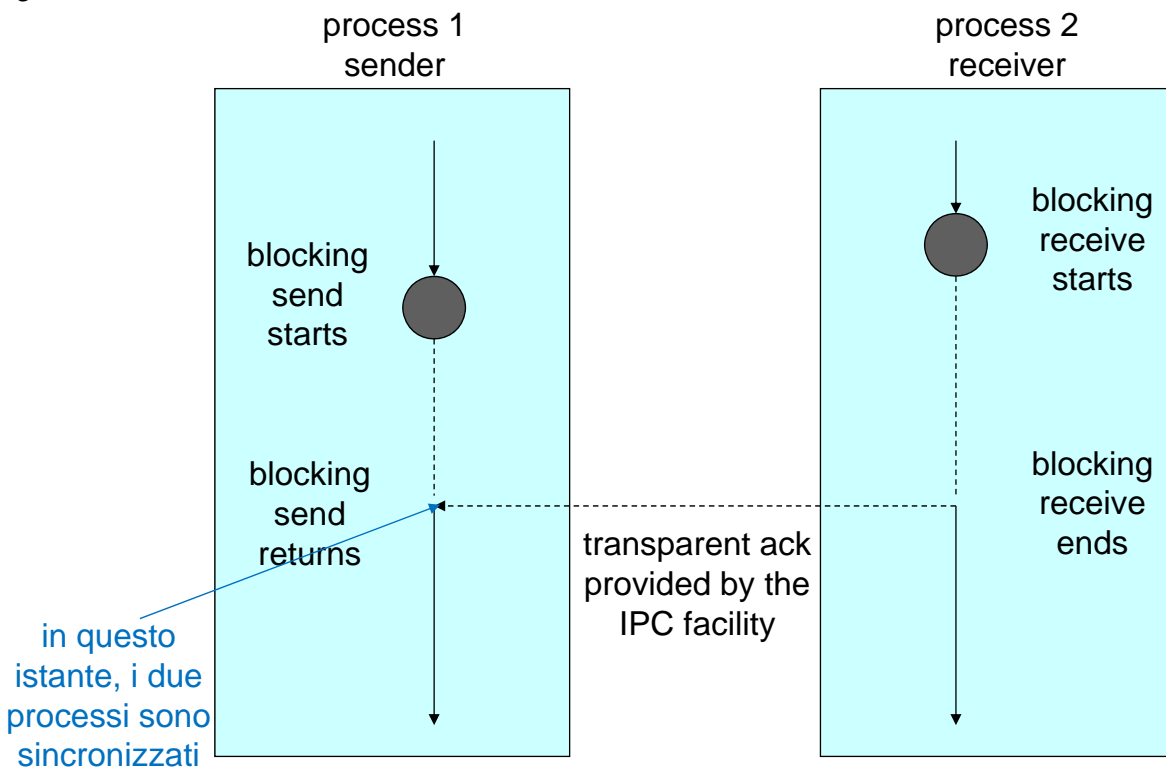 process 1
sender
process 2
receiver
blocking
send
starts
blocking
receive
starts
blocking
send
returns
blocking
receive
ends
transparent ack
provided by the
IPC facility
in questo
istante, i due
processi sono
sincronizzati